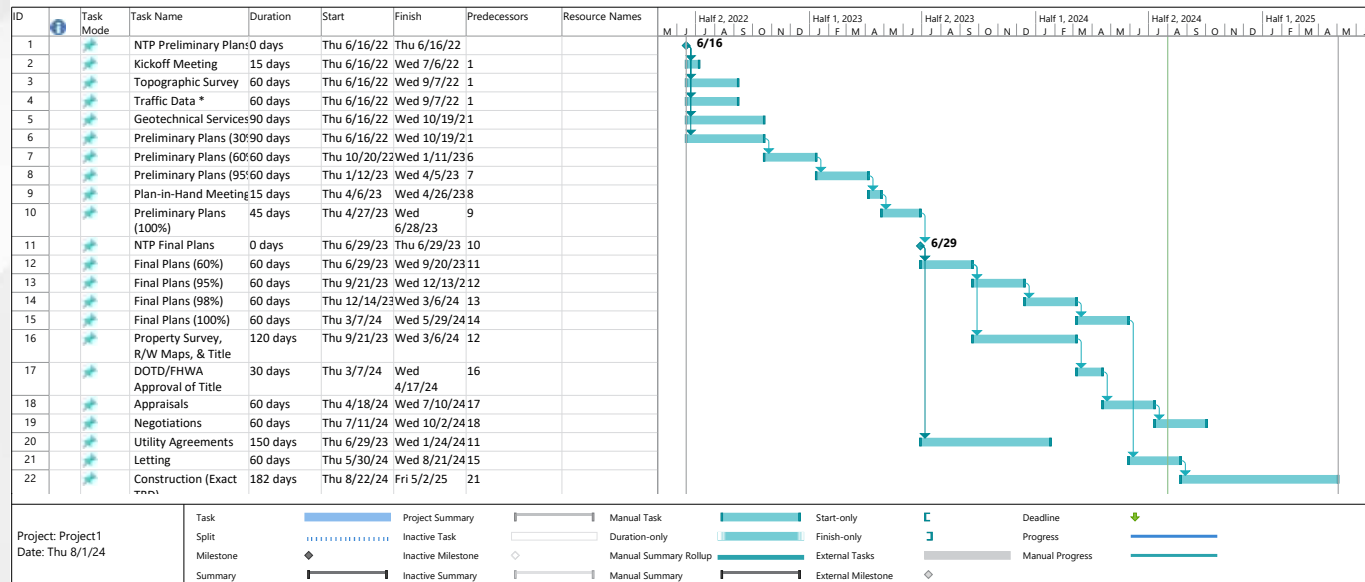 ID Task Mode Task Name Duration Start Finish Predecessors Resource Names
Half 2, 2022 Half 1, 2023 Half 2, 2023 Half 1, 2024 Half 2, 2024 Half 1, 2025
M J J A S O N D J F M A M J J A S O N D J F M A M J J A S O N D J F M A M J
1 NTP Preliminary Plans 0 days Thu 6/16/22 Thu 6/16/22
6/16
2 Kickoff Meeting 15 days Thu 6/16/22 Wed 7/6/22 1
3 Topographic Survey 60 days Thu 6/16/22 Wed 9/7/22 1
4 Traffic Data * 60 days Thu 6/16/22 Wed 9/7/22 1
5 Geotechnical Services 90 days Thu 6/16/22 Wed 10/19/2 1
6 Preliminary Plans (30% 90 days Thu 6/16/22 Wed 10/19/2 1
7 Preliminary Plans (60% 60 days Thu 10/20/22 Wed 1/11/23 6
8 Preliminary Plans (95% 60 days Thu 1/12/23 Wed 4/5/23 7
9 Plan-in-Hand Meeting 15 days Thu 4/6/23 Wed 4/26/23 8
10 Preliminary Plans 45 days Thu 4/27/23 Wed 9
(100%) 6/28/23
11 NTP Final Plans 0 days Thu 6/29/23 Thu 6/29/23 10
6/29
12 Final Plans (60%) 60 days Thu 6/29/23 Wed 9/20/23 11
13 Final Plans (95%) 60 days Thu 9/21/23 Wed 12/13/2 12
14 Final Plans (98%) 60 days Thu 12/14/23 Wed 3/6/24 13
15 Final Plans (100%) 60 days Thu 3/7/24 Wed 5/29/24 14
16 Property Survey, 120 days Thu 9/21/23 Wed 3/6/24 12
R/W Maps, & Title
17 DOTD/FHWA 30 days Thu 3/7/24 Wed 16
Approval of Title 4/17/24
18 Appraisals 60 days Thu 4/18/24 Wed 7/10/24 17
19 Negotiations 60 days Thu 7/11/24 Wed 10/2/24 18
20 Utility Agreements 150 days Thu 6/29/23 Wed 1/24/24 11
21 Letting 60 days Thu 5/30/24 Wed 8/21/24 15
22 Construction (Exact 182 days Thu 8/22/24 Fri 5/2/25 21
TBD)
Project: Project1
Date: Thu 8/1/24
Task Project Summary Manual Task Start-only Deadline
Split Inactive Task Duration-only Finish-only Progress
Milestone Inactive Milestone Manual Summary Rollup External Tasks Manual Progress
Summary Inactive Summary Manual Summary External Milestone